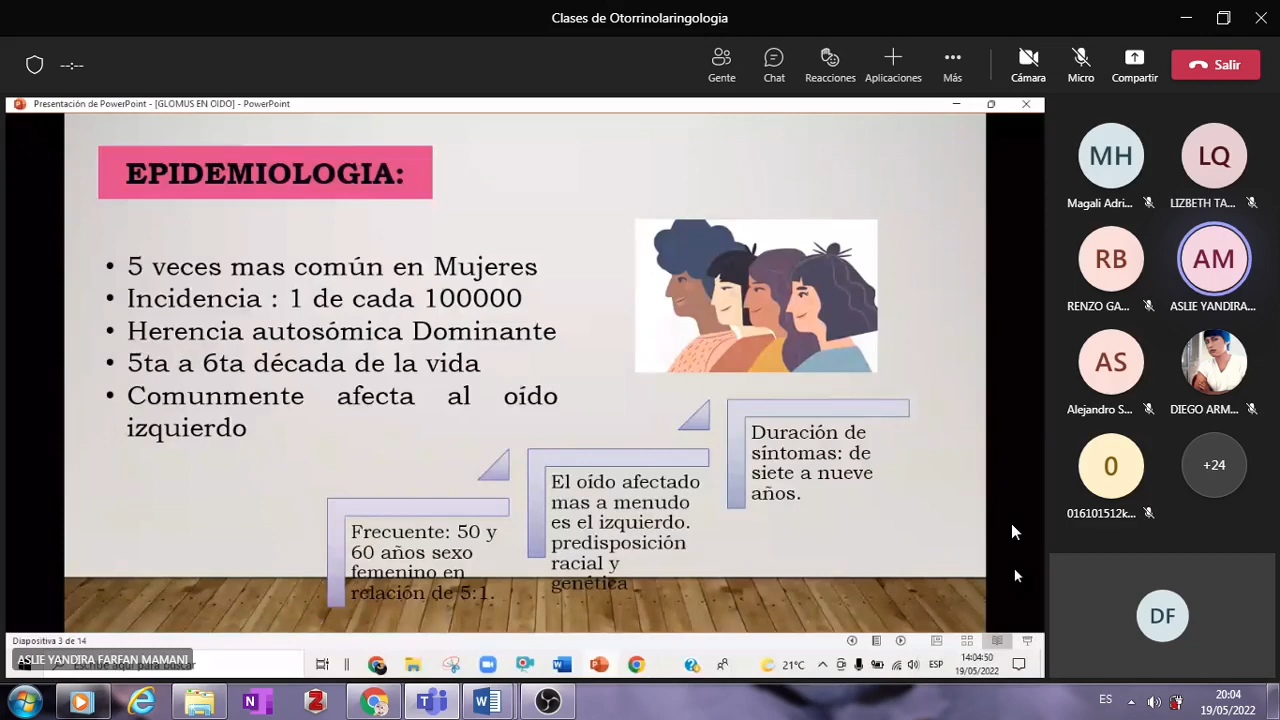 Clases de Otorrinolaringologia
--:--
Gente
Chat
Reacciones
Aplicaciones
Más
Cámara
Micro
Compartir
Salir
Presentación de PowerPoint - [GLOMUS EN OIDO] - PowerPoint
EPIDEMIOLOGIA:
• 5 veces mas común en Mujeres
• Incidencia : 1 de cada 100000
• Herencia autosómica Dominante
• 5ta a 6ta década de la vida
• Comunmente afecta al oído
izquierdo
Frecuente: 50 y
60 años sexo
femenino en
relación de 5:1.
El oído afectado
mas a menudo
es el izquierdo.
predisposición
racial y
genética
Duración de
síntomas: de
siete a nueve
años.
MH
Magali Adri...
LQ
LIZBETH TA...
RB
RENZO GA...
AM
ASLIE YANDIRA...
AS
Alejandro S...
DIEGO ARM...
0
016101512k...
+24
DF
Diapositiva 3 de 14
ASLIE YANDIRA FARFAN MAMANI
buscar
21°C
ESP
14:04:50
19/05/2022
ES
20:04
19/05/2022